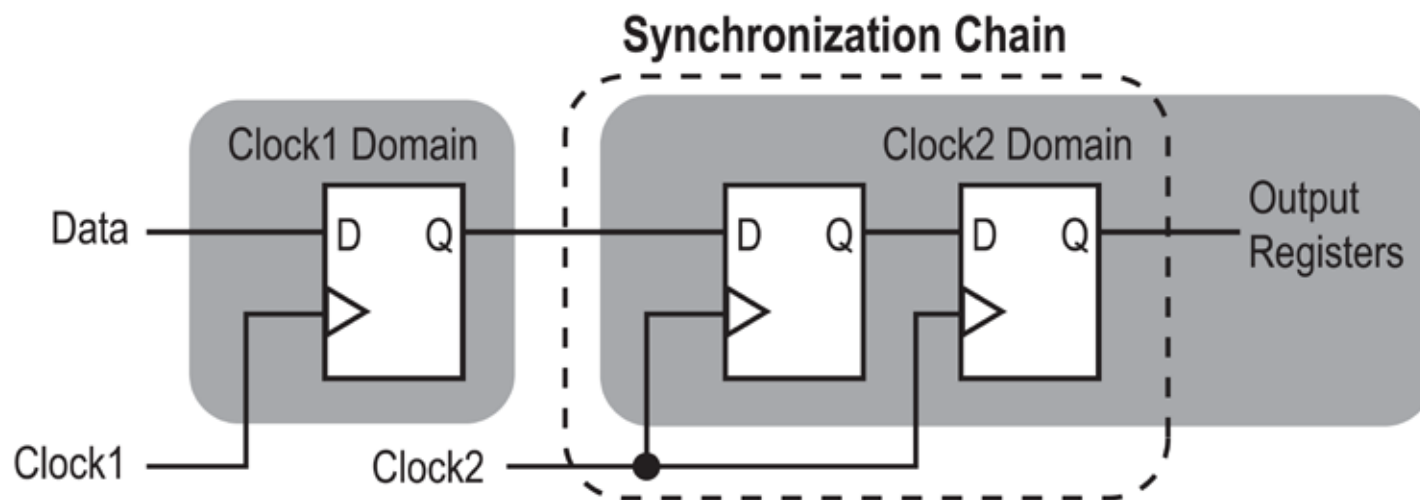 Synchronization Chain
Clock1 Domain
Clock2 Domain
Data
D
Q
D
Q
D
Q
Output
Registers
Clock1
Clock2